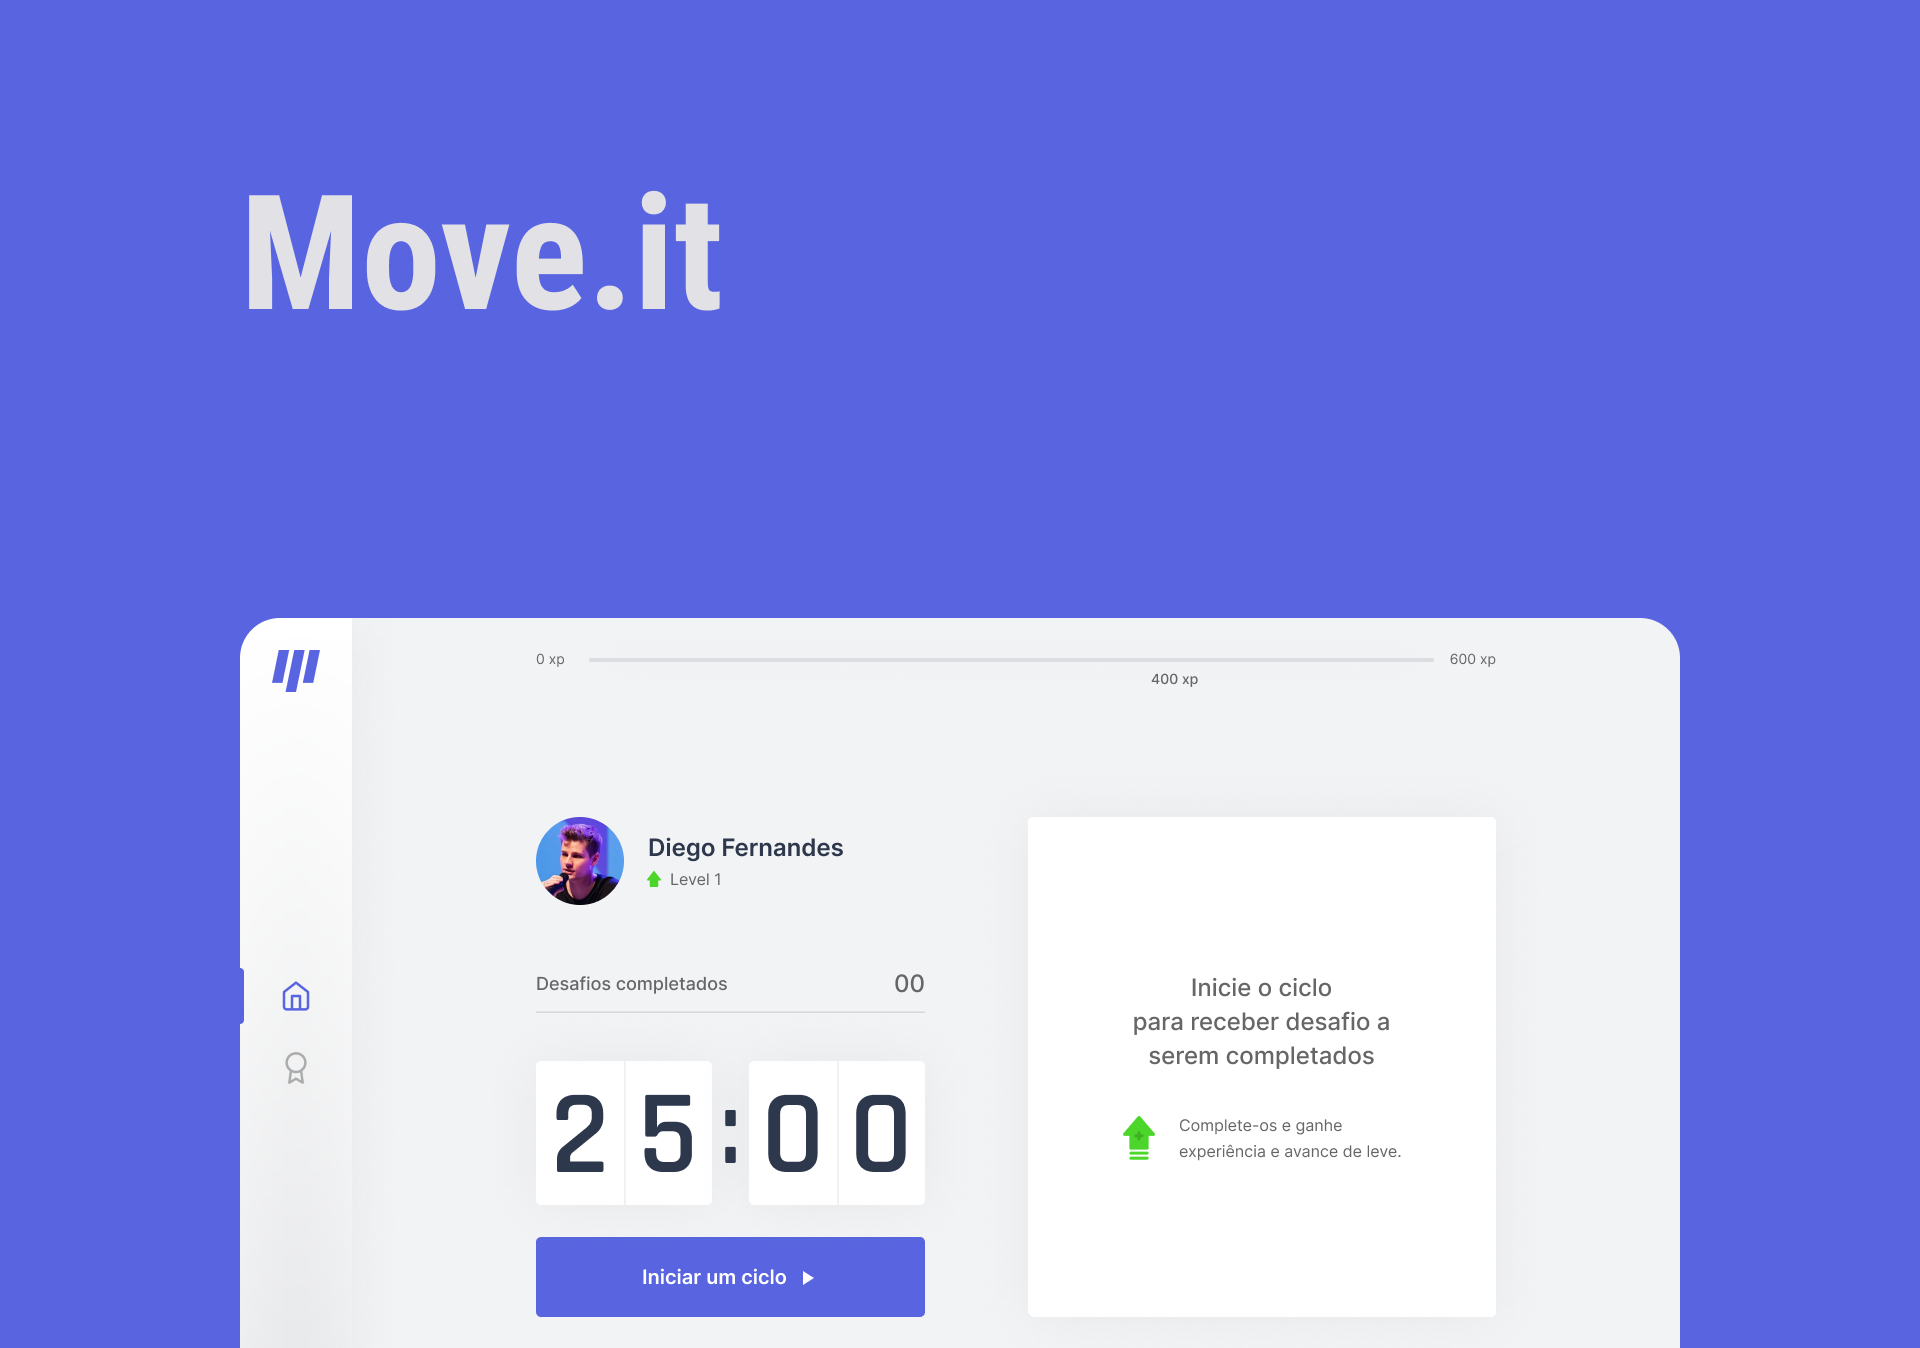 Move.it
0 xp
600 xp
400 xp
Diego Fernandes
Level 1
Desafios completados
00
25:00
Iniciar um ciclo
Inicie o ciclo
para receber desafio a
serem completados
Complete-os e ganhe
experiência e avance de leve.